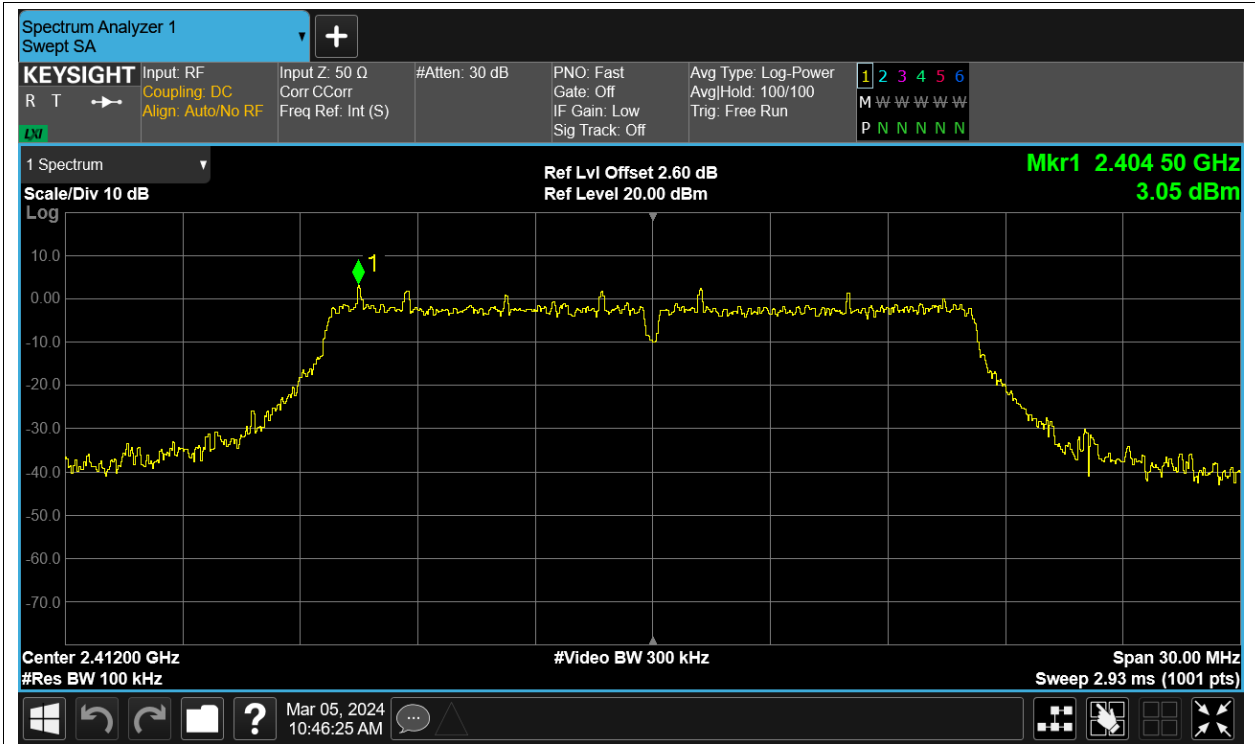 Spectrum Analyzer 1
Swept SA
KEYSIGHT
R T
LXI
Input: RF
Coupling: DC
Align: Auto/No RF
Input Z: 50 Ω
Corr CCorr
Freq Ref: Int (S)
#Atten: 30 dB
PNO: Fast
Gate: Off
IF Gain: Low
Sig Track: Off
Avg Type: Log-Power
Avg|Hold: 100/100
Trig: Free Run
1 2 3 4 5 6
M W W W W W
P N N N N N
1 Spectrum
Scale/Div 10 dB
Log
Ref Lvl Offset 2.60 dB
Ref Level 20.00 dBm
Mkr1 2.404 50 GHz
3.05 dBm
1
10.0
0.00
-10.0
-20.0
-30.0
-40.0
-50.0
-60.0
-70.0
Center 2.41200 GHz
#Res BW 100 kHz
#Video BW 300 kHz
Span 30.00 MHz
Sweep 2.93 ms (1001 pts)
?
Mar 05, 2024
10:46:25 AM